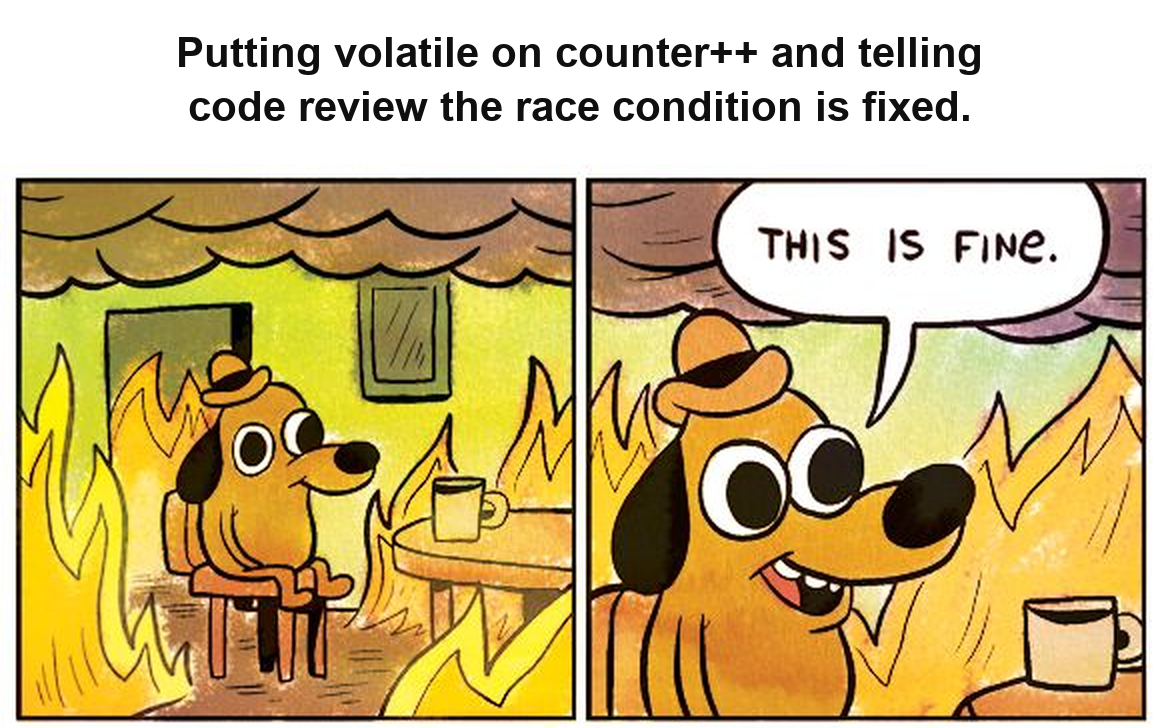 Putting volatile on counter++ and telling
code review the race condition is fixed.
THIS IS FINE.